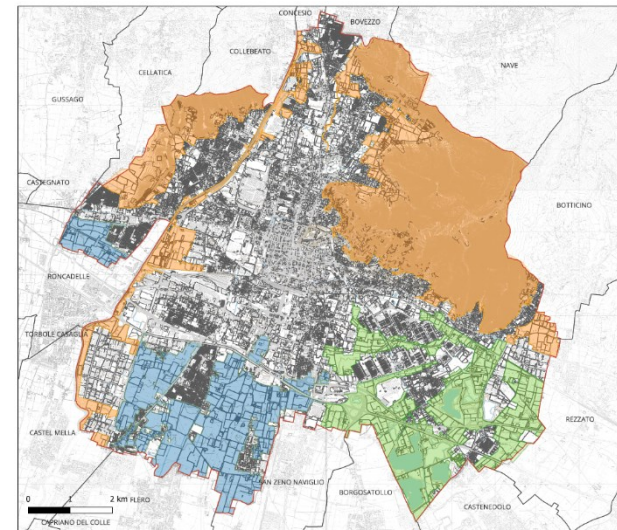 CONCESIO
BOVEZZO
COLLEBEATO
NAVE
CELLATICA
GUSSAGO
CASTEGNATO
BOTTICINO
RONCADELLE
TORBOLE CASAGLIA
CASTEL MELLA
REZZATO
SAN ZENO NAVIGLIO
BORGOSATOLLO
CASTENEDOLO
0 1 2 km
FLERO
CAPRIANO DEL COLLE